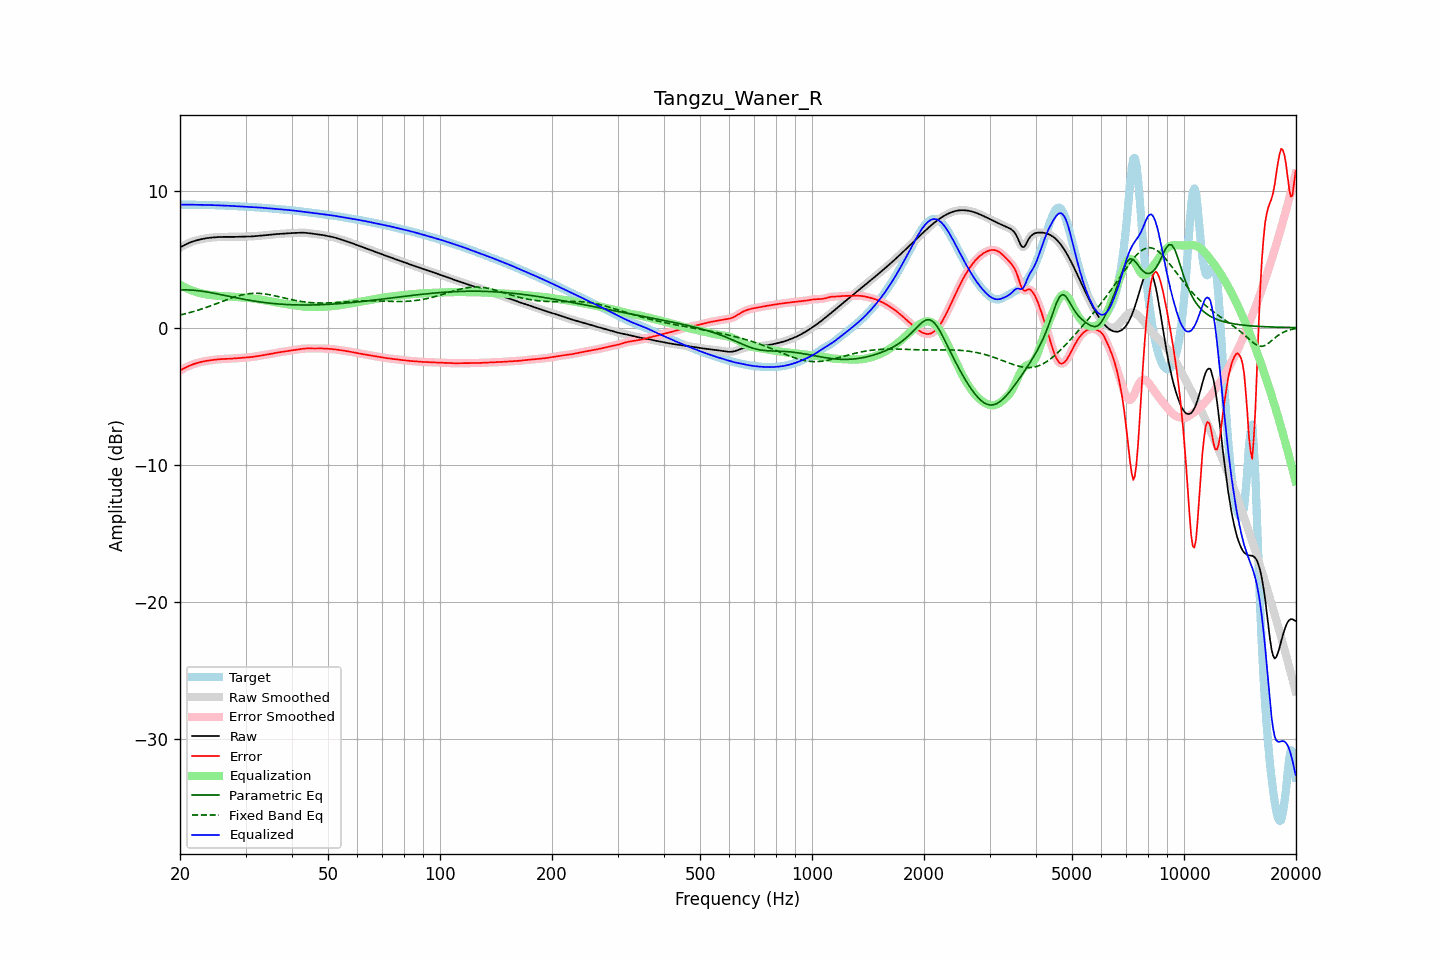 Tangzu_Waner_R
Amplitude (dBr)
10
0
−10
−20
−30
Target
Raw Smoothed
Error Smoothed
Raw
Error
Equalization
Parametric Eq
Fixed Band Eq
Equalized
20 50 100 200 500 1000 2000 5000 10000 20000
Frequency (Hz)